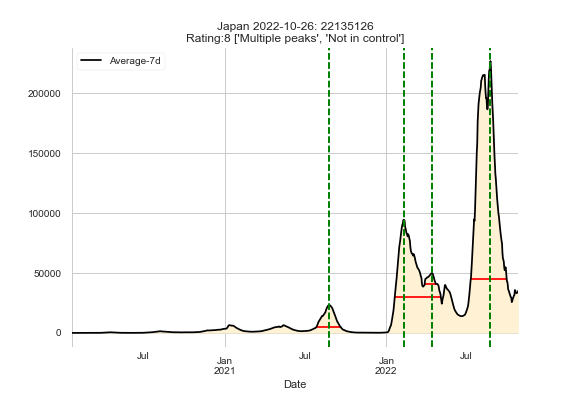 Japan 2022-10-26: 22135126
Rating:8 ['Multiple peaks', 'Not in control']
Average-7d
200000
150000
100000
50000
0
Jul
Jan
2021
Jul
Jan
2022
Jul
Date